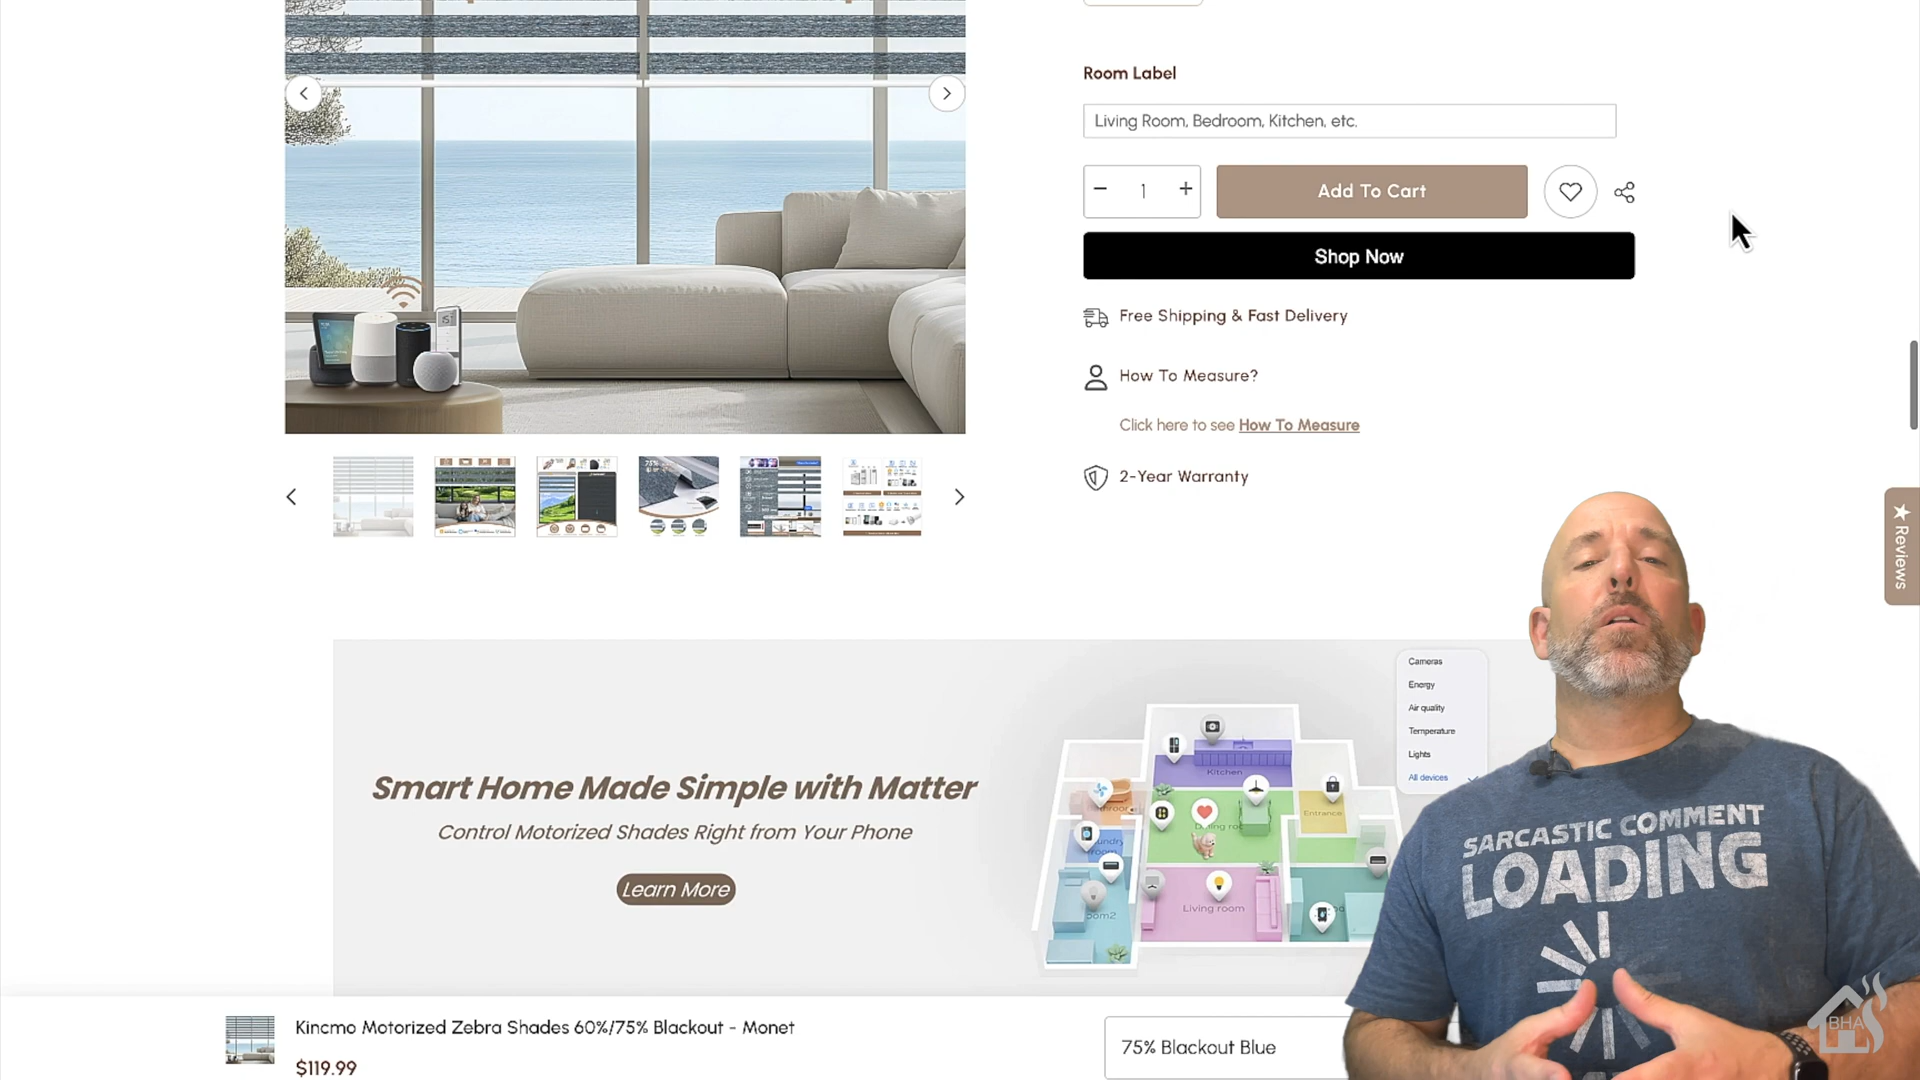 Room Label
Living Room, Bedroom, Kitchen, etc.
− 1 +
Add To Cart
Shop Now
Free Shipping & Fast Delivery
How To Measure?
Click here to see How To Measure
2-Year Warranty
★ Reviews
75%
Smart Home Made Simple with Matter
Control Motorized Shades Right from Your Phone
Learn More
Cameras
Energy
Air quality
Temperature
Lights
All devices
Kitchen
Entrance
Living room
SARCASTIC COMMENT
LOADING
BHA
Kincmo Motorized Zebra Shades 60%/75% Blackout - Monet
$119.99
75% Blackout Blue